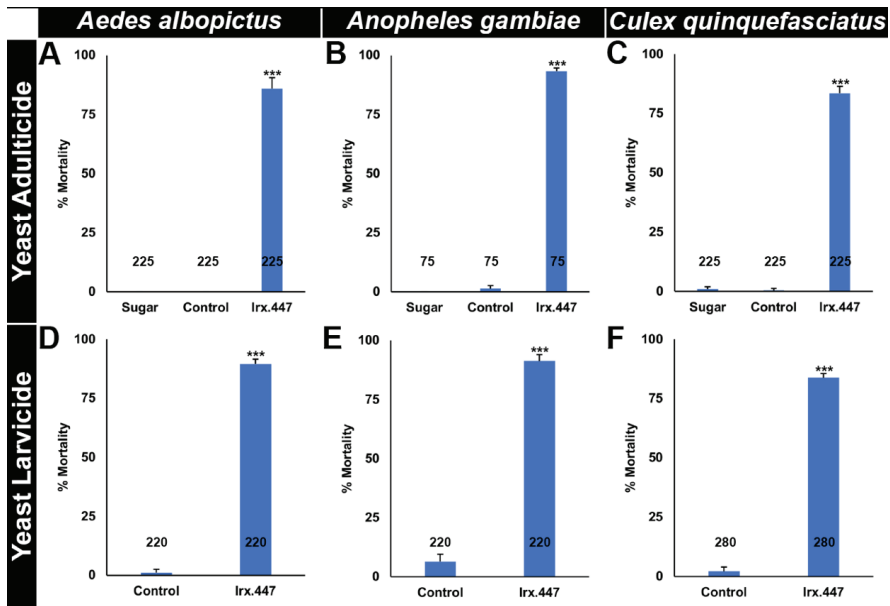 Aedes albopictus Anopheles gambiae Culex quinquefasciatus
Yeast Adulticide
A
% Mortality
100
75
50
25
0
***
225 225 225
Sugar Control Irx.447
B
% Mortality
100
75
50
25
0
***
75 75 75
Sugar Control Irx.447
C
% Mortality
100
75
50
25
0
***
225 225 225
Sugar Control Irx.447
Yeast Larvicide
D
% Mortality
100
75
50
25
0
***
220 220
Control Irx.447
E
% Mortality
100
75
50
25
0
***
220 220
Control Irx.447
F
% Mortality
100
75
50
25
0
***
280 280
Control Irx.447